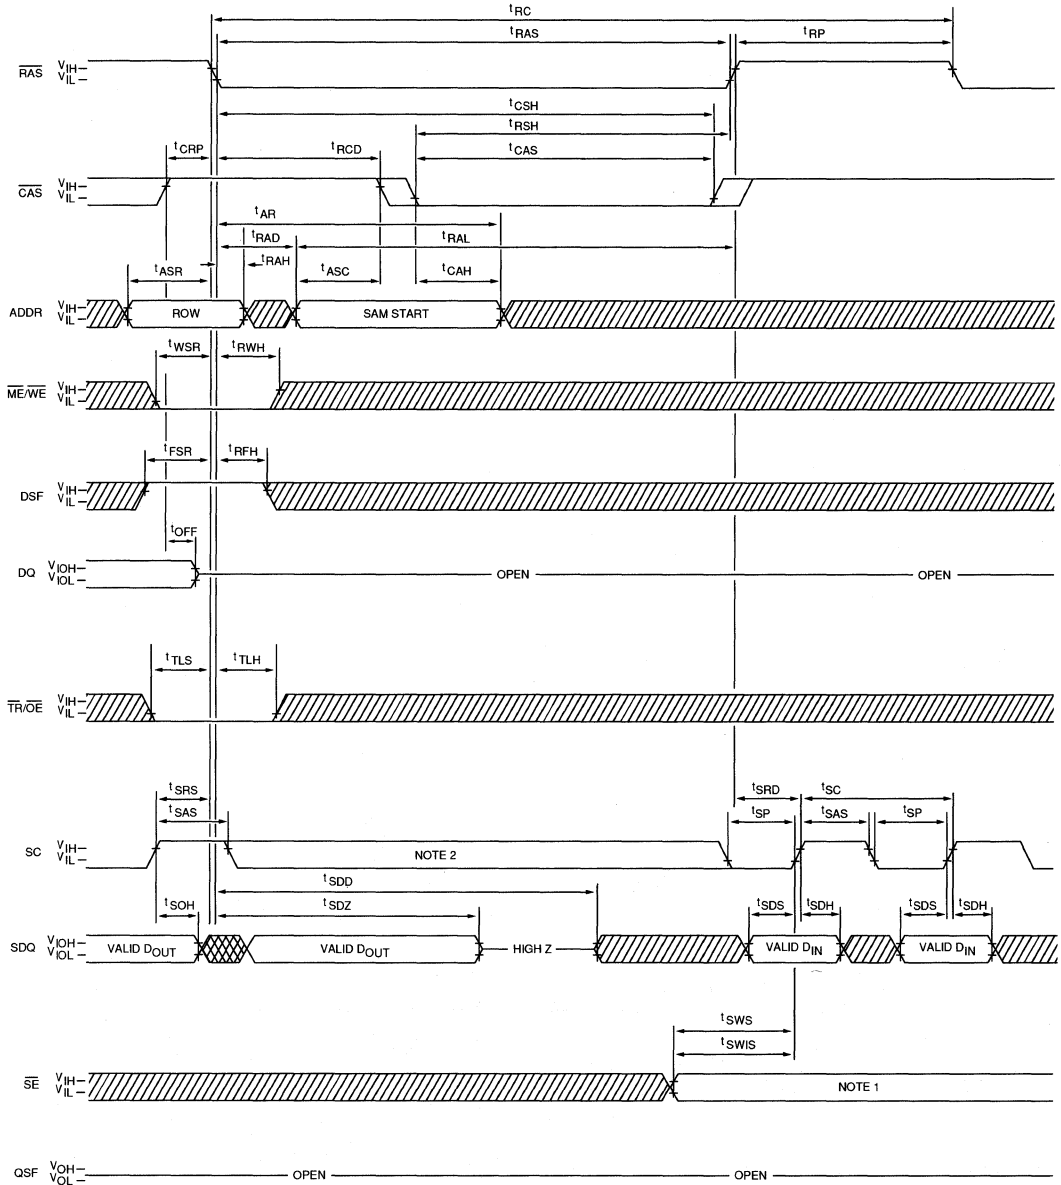 tRC
tRAS
tRP
RAS VIH
VIL
tCSH
tRSH
tCRP
tRCD
tCAS
CAS VIH
VIL
tAR
tRAD
tRAL
tRAH
tASR
tASC
tCAH
ADDR VIH
VIL
ROW
SAM START
tWSR
tRWH
ME/WE VIH
VIL
tFSR
tRFH
DSF VIH
VIL
tOFF
DQ VIOH
VIOL
OPEN
OPEN
tTLS
tTLH
TR/OE VIH
VIL
tSRS
tSRD
tSC
tSAS
tSP
tSAS
tSP
SC VIH
VIL
NOTE 2
tSDD
tSOH
tSDZ
tSDS
tSDH
tSDS
tSDH
SDQ VIOH
VIOL
VALID DOUT
VALID DOUT
HIGH Z
VALID DIN
VALID DIN
tSWS
tSWIS
SE VIH
VIL
NOTE 1
QSF VOH
VOL
OPEN
OPEN